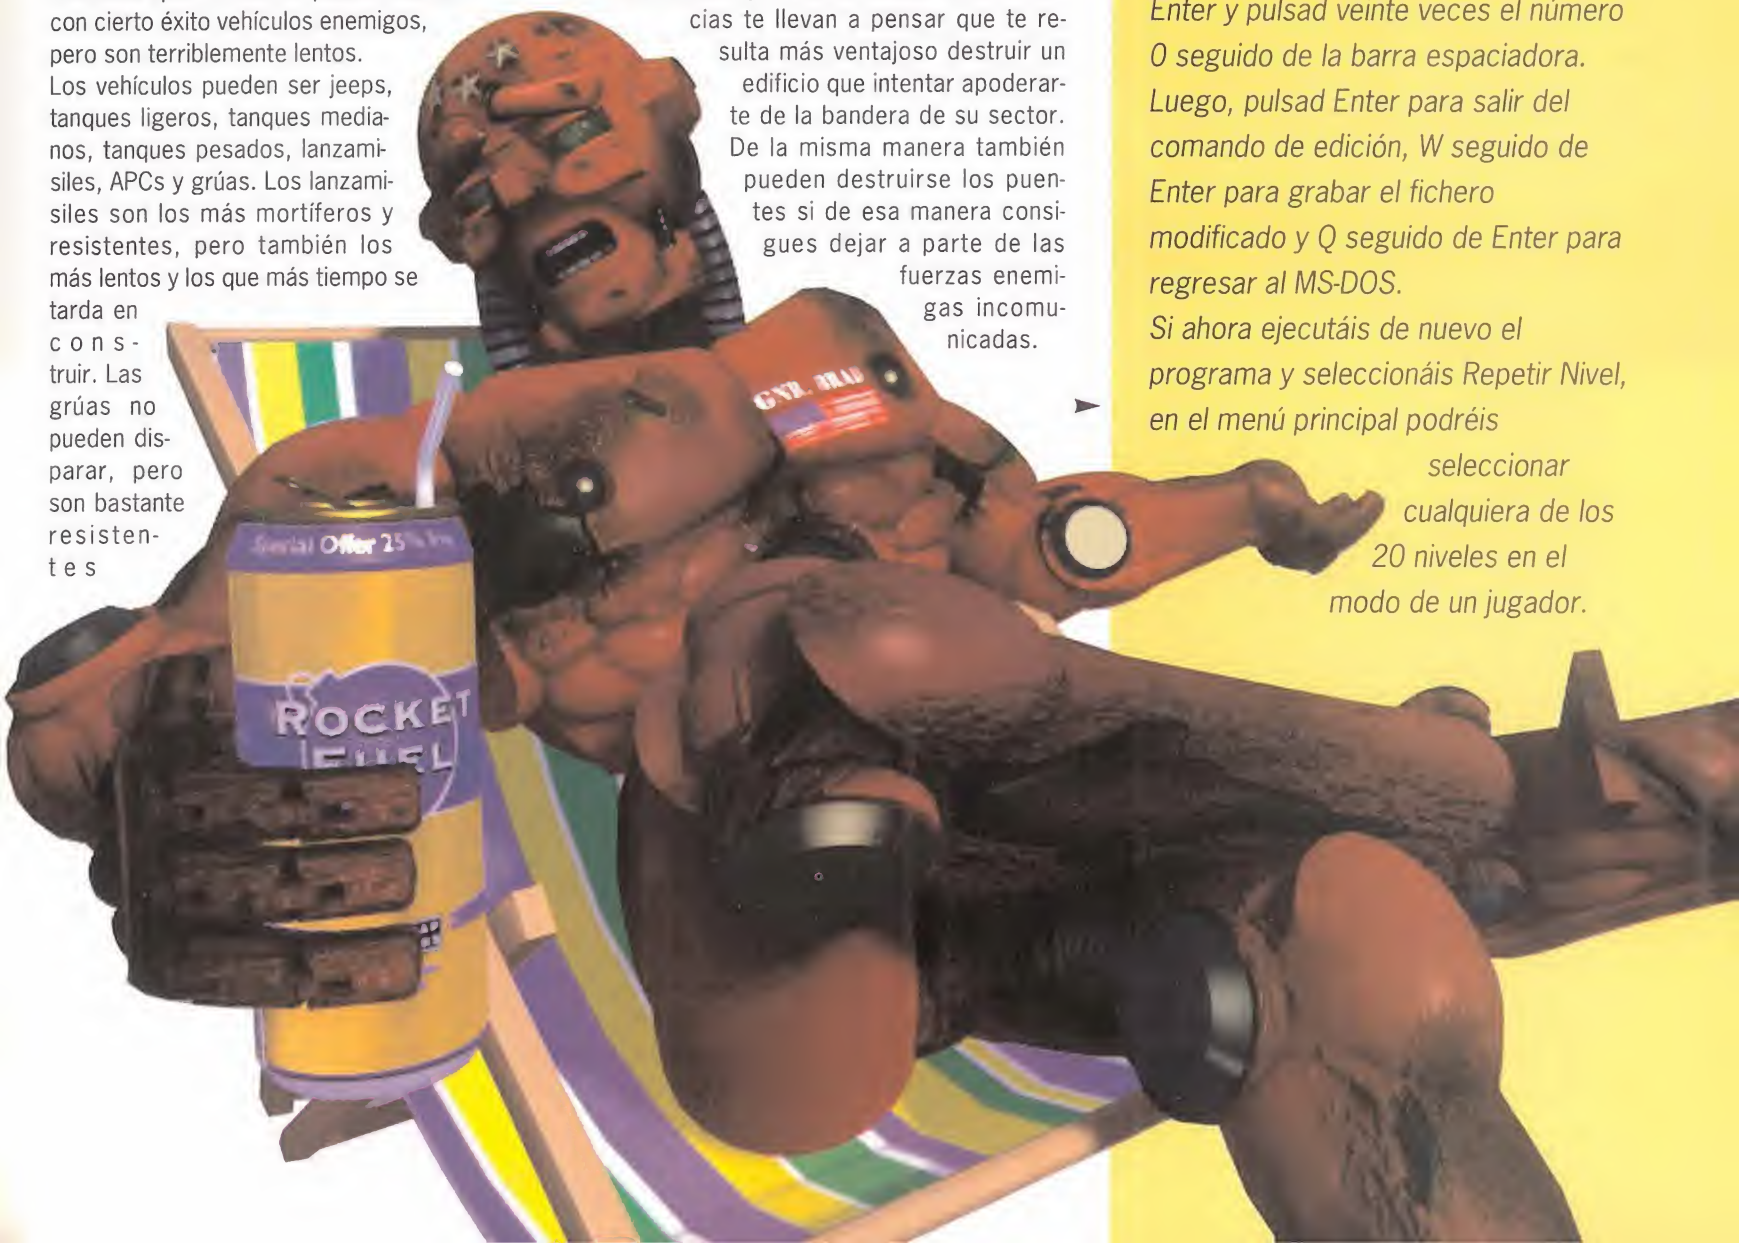 con cierto éxito vehículos enemigos,
pero son terriblemente lentos.
Los vehículos pueden ser jeeps,
tanques ligeros, tanques media-
nos, tanques pesados, lanzami-
siles, APCs y grúas. Los lanzami-
siles son los más mortíferos y
resistentes, pero también los
más lentos y los que más tiempo se
tarda en
cons-
truir. Las
grúas no
pueden dis-
parar, pero
son bastante
resisten-
tes
cías te llevan a pensar que te re-
sulta más ventajoso destruir un
edificio que intentar apoderar-
te de la bandera de su sector.
De la misma manera también
pueden destruirse los puen-
tes si de esa manera consi-
gues dejar a parte de las
fuerzas enemi-
gas incomu-
nicadas.
Enter y pulsad veinte veces el número
0 seguido de la barra espaciadora.
Luego, pulsad Enter para salir del
comando de edición, W seguido de
Enter para grabar el fichero
modificado y Q seguido de Enter para
regresar al MS-DOS.
Si ahora ejecutáis de nuevo el
programa y seleccionáis Repetir Nivel,
en el menú principal podréis
seleccionar
cualquiera de los
20 niveles en el
modo de un jugador.
GNR. BRAD
Special Offer 25%
ROCKET
FUEL